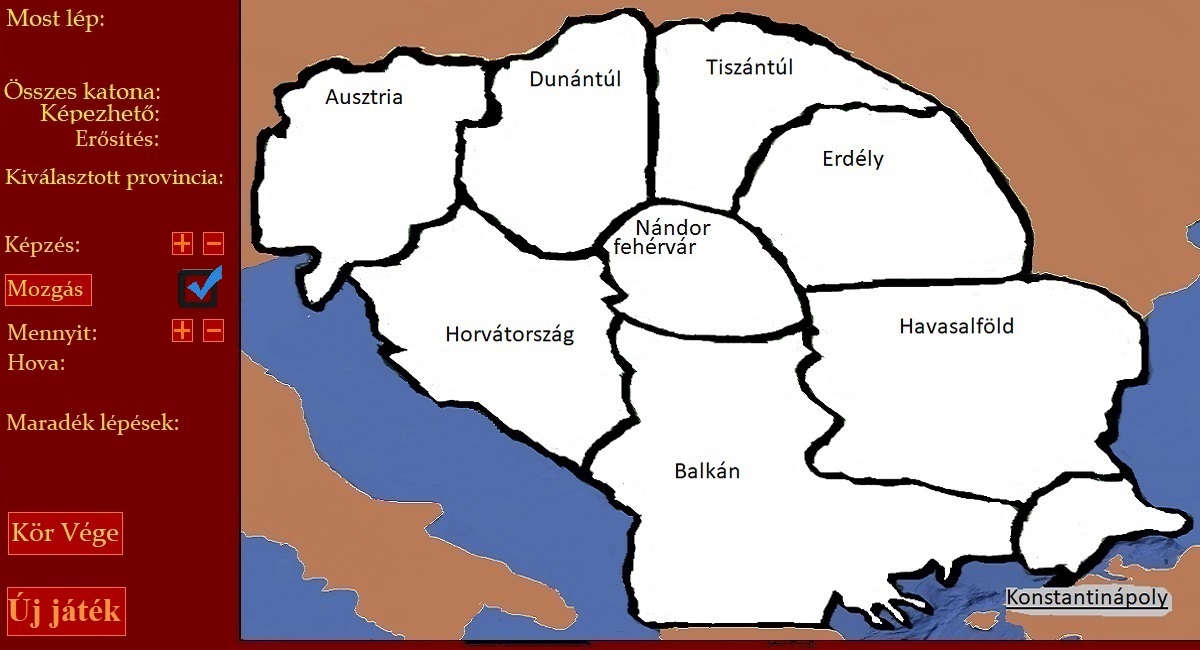 Most lép:
Összes katona:
Képezhető:
Erősítés:
Kiválasztott provincia:
Képzés:
+ −
Mozgás
Mennyit:
+ −
Hova:
Maradék lépések:
Kör Vége
Új játék
Ausztria
Dunántúl
Tiszántúl
Erdély
Nándor
fehérvár
Horvátország
Havasalföld
Balkán
Konstantinápoly